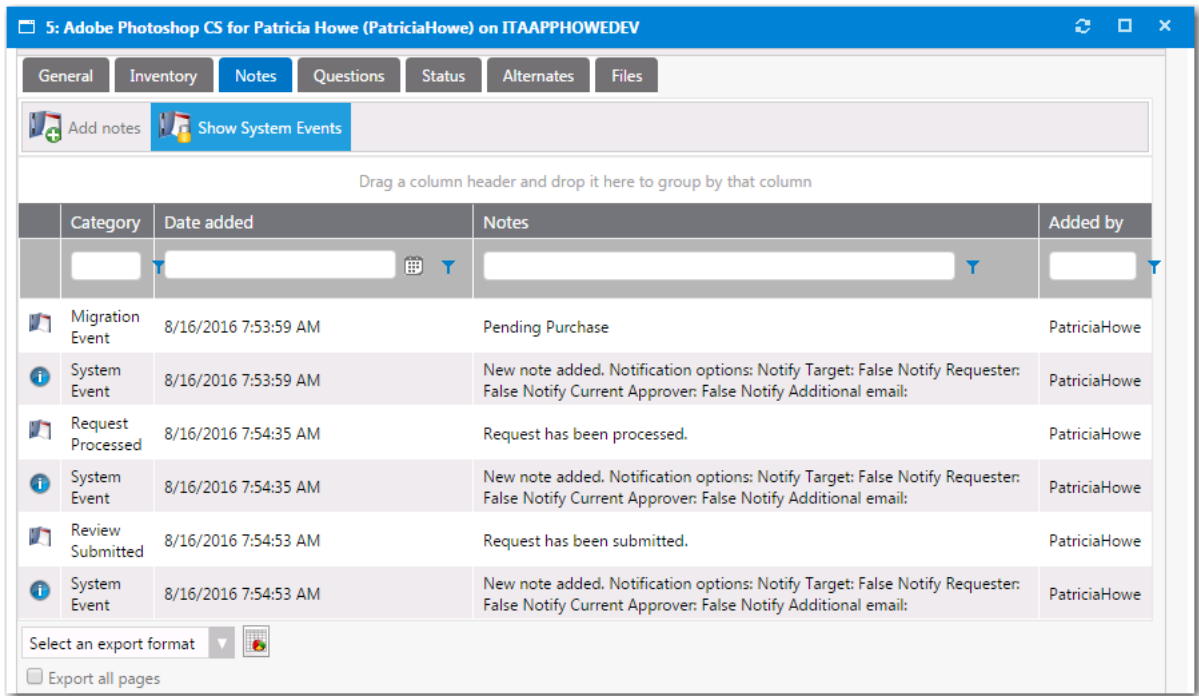 5: Adobe Photoshop CS for Patricia Howe (PatriciaHowe) on ITAAPPHOWEDEV
General Inventory Notes Questions Status Alternates Files
Add notes Show System Events
Drag a column header and drop it here to group by that column
Category Date added Notes Added by
Migration
Event
8/16/2016 7:53:59 AM Pending Purchase PatriciaHowe
System
Event
8/16/2016 7:53:59 AM
New note added. Notification options: Notify Target: False Notify Requester:
False Notify Current Approver: False Notify Additional email:
PatriciaHowe
Request
Processed
8/16/2016 7:54:35 AM Request has been processed. PatriciaHowe
System
Event
8/16/2016 7:54:35 AM
New note added. Notification options: Notify Target: False Notify Requester:
False Notify Current Approver: False Notify Additional email:
PatriciaHowe
Review
Submitted
8/16/2016 7:54:53 AM Request has been submitted. PatriciaHowe
System
Event
8/16/2016 7:54:53 AM
New note added. Notification options: Notify Target: False Notify Requester:
False Notify Current Approver: False Notify Additional email:
PatriciaHowe
Select an export format
Export all pages